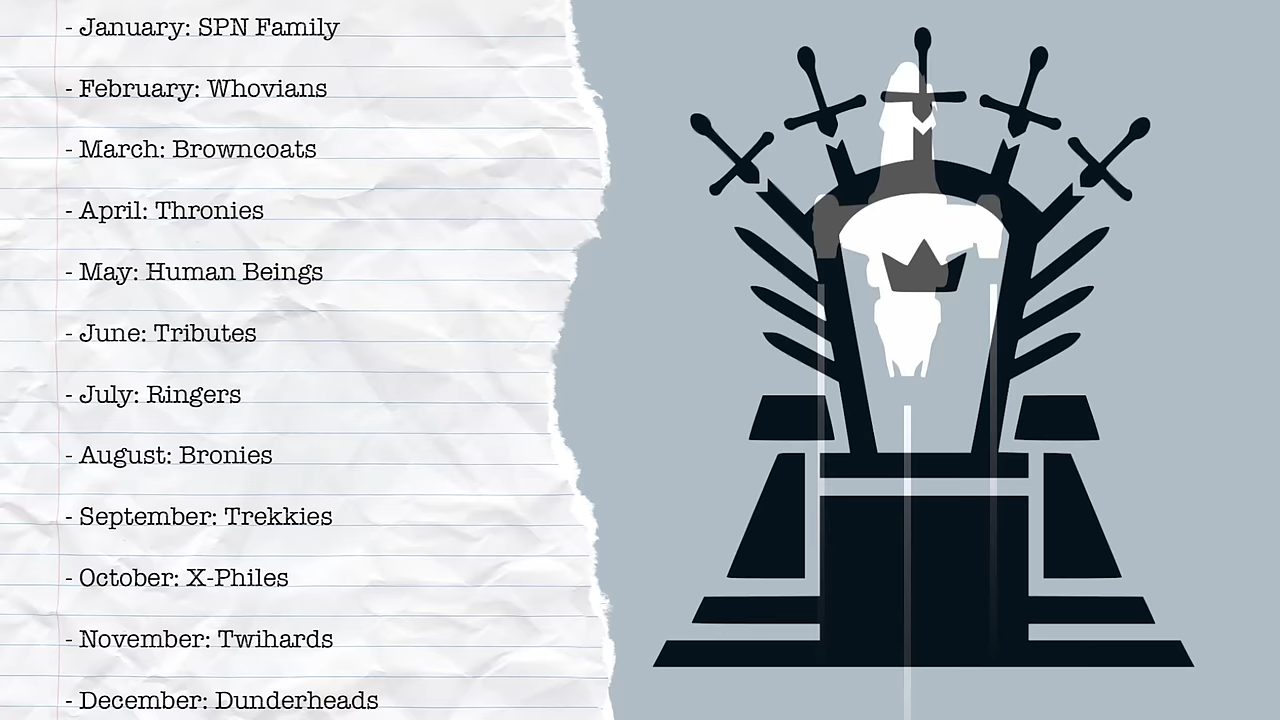 - January: SPN Family
- February: Whovians
- March: Browncoats
- April: Thronies
- May: Human Beings
- June: Tributes
- July: Ringers
- August: Bronies
- September: Trekkies
- October: X-Philes
- November: Twihards
- December: Dunderheads